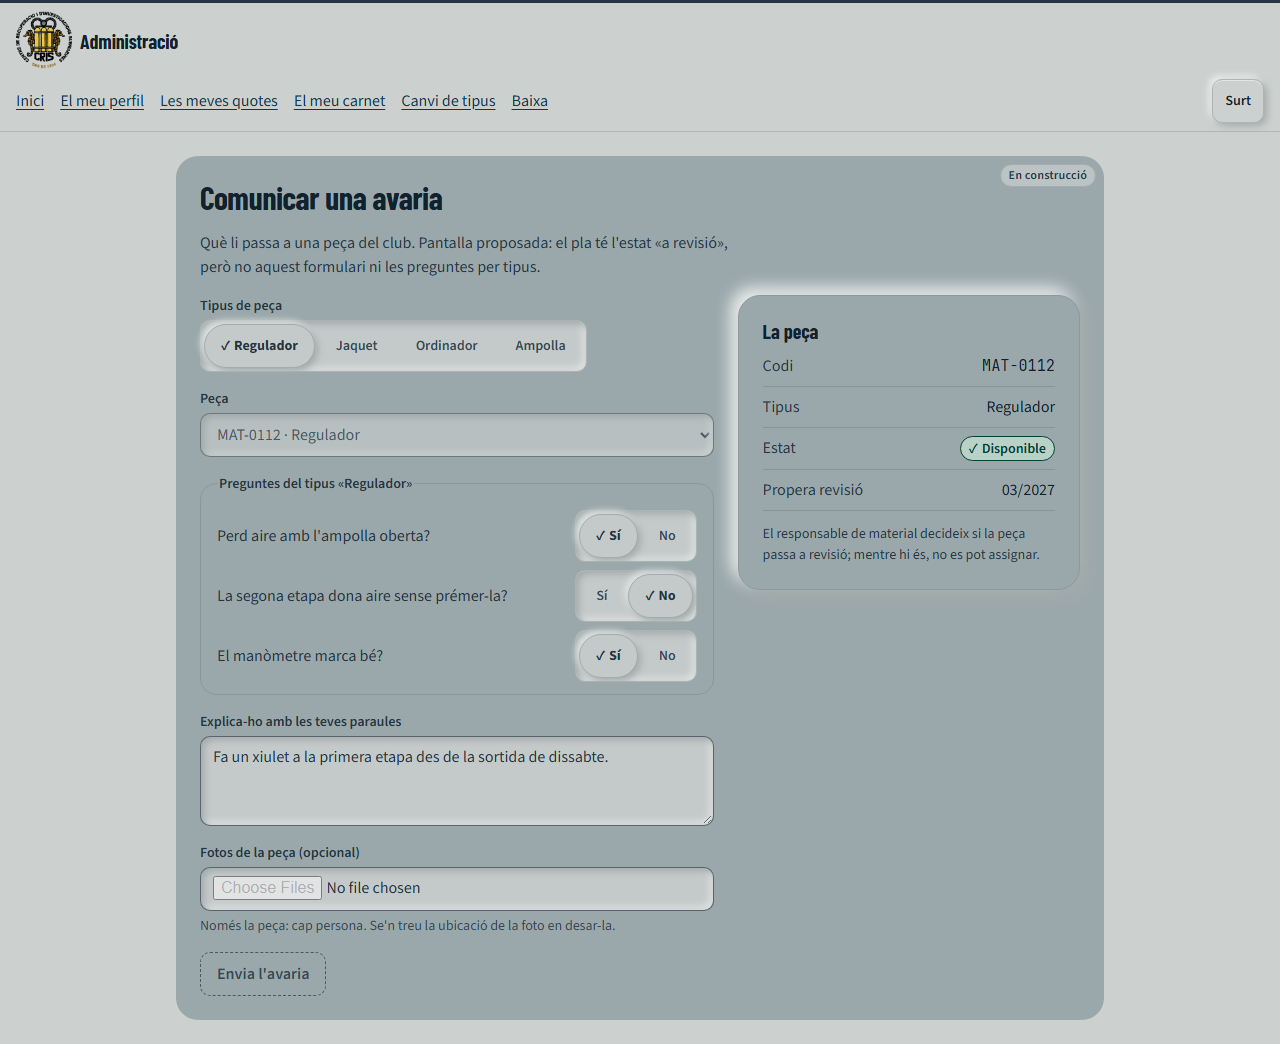 CRIS
Administració
Inici
El meu perfil
Les meves quotes
El meu carnet
Canvi de tipus
Baixa
Surt
En construcció
Comunicar una avaria
Què li passa a una peça del club. Pantalla proposada: el pla té l'estat «a revisió»,
però no aquest formulari ni les preguntes per tipus.
Tipus de peça
✓ Regulador
Jaquet
Ordinador
Ampolla
Peça
MAT-0112 · Regulador
Preguntes del tipus «Regulador»
Perd aire amb l'ampolla oberta?
✓ Sí
No
La segona etapa dona aire sense prémer-la?
Sí
✓ No
El manòmetre marca bé?
✓ Sí
No
Explica-ho amb les teves paraules
Fa un xiulet a la primera etapa des de la sortida de dissabte.
Fotos de la peça (opcional)
Choose Files No file chosen
Només la peça: cap persona. Se'n treu la ubicació de la foto en desar-la.
Envia l'avaria
La peça
Codi
MAT-0112
Tipus
Regulador
Estat
✓ Disponible
Propera revisió
03/2027
El responsable de material decideix si la peça
passa a revisió; mentre hi és, no es pot assignar.